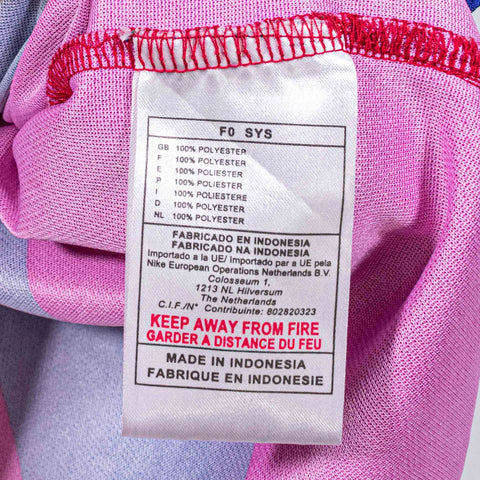 F0 SYS
GB 100% POLYESTER
F 100% POLYESTER
E 100% POLIESTER
P 100% POLIESTER
I 100% POLIESTERE
D 100% POLYESTER
NL 100% POLYESTER
FABRICADO EN INDONESIA
FABRICADO NA INDONESIA
Importado a la UE/ Importado par a UE pela
Nike European Operations Netherlands B.V.
Colosseum 1,
1213 NL Hilversum
The Netherlands
C.I.F./N° Contribuinte: 802820323
KEEP AWAY FROM FIRE
GARDER A DISTANCE DU FEU
MADE IN INDONESIA
FABRIQUE EN INDONESIE